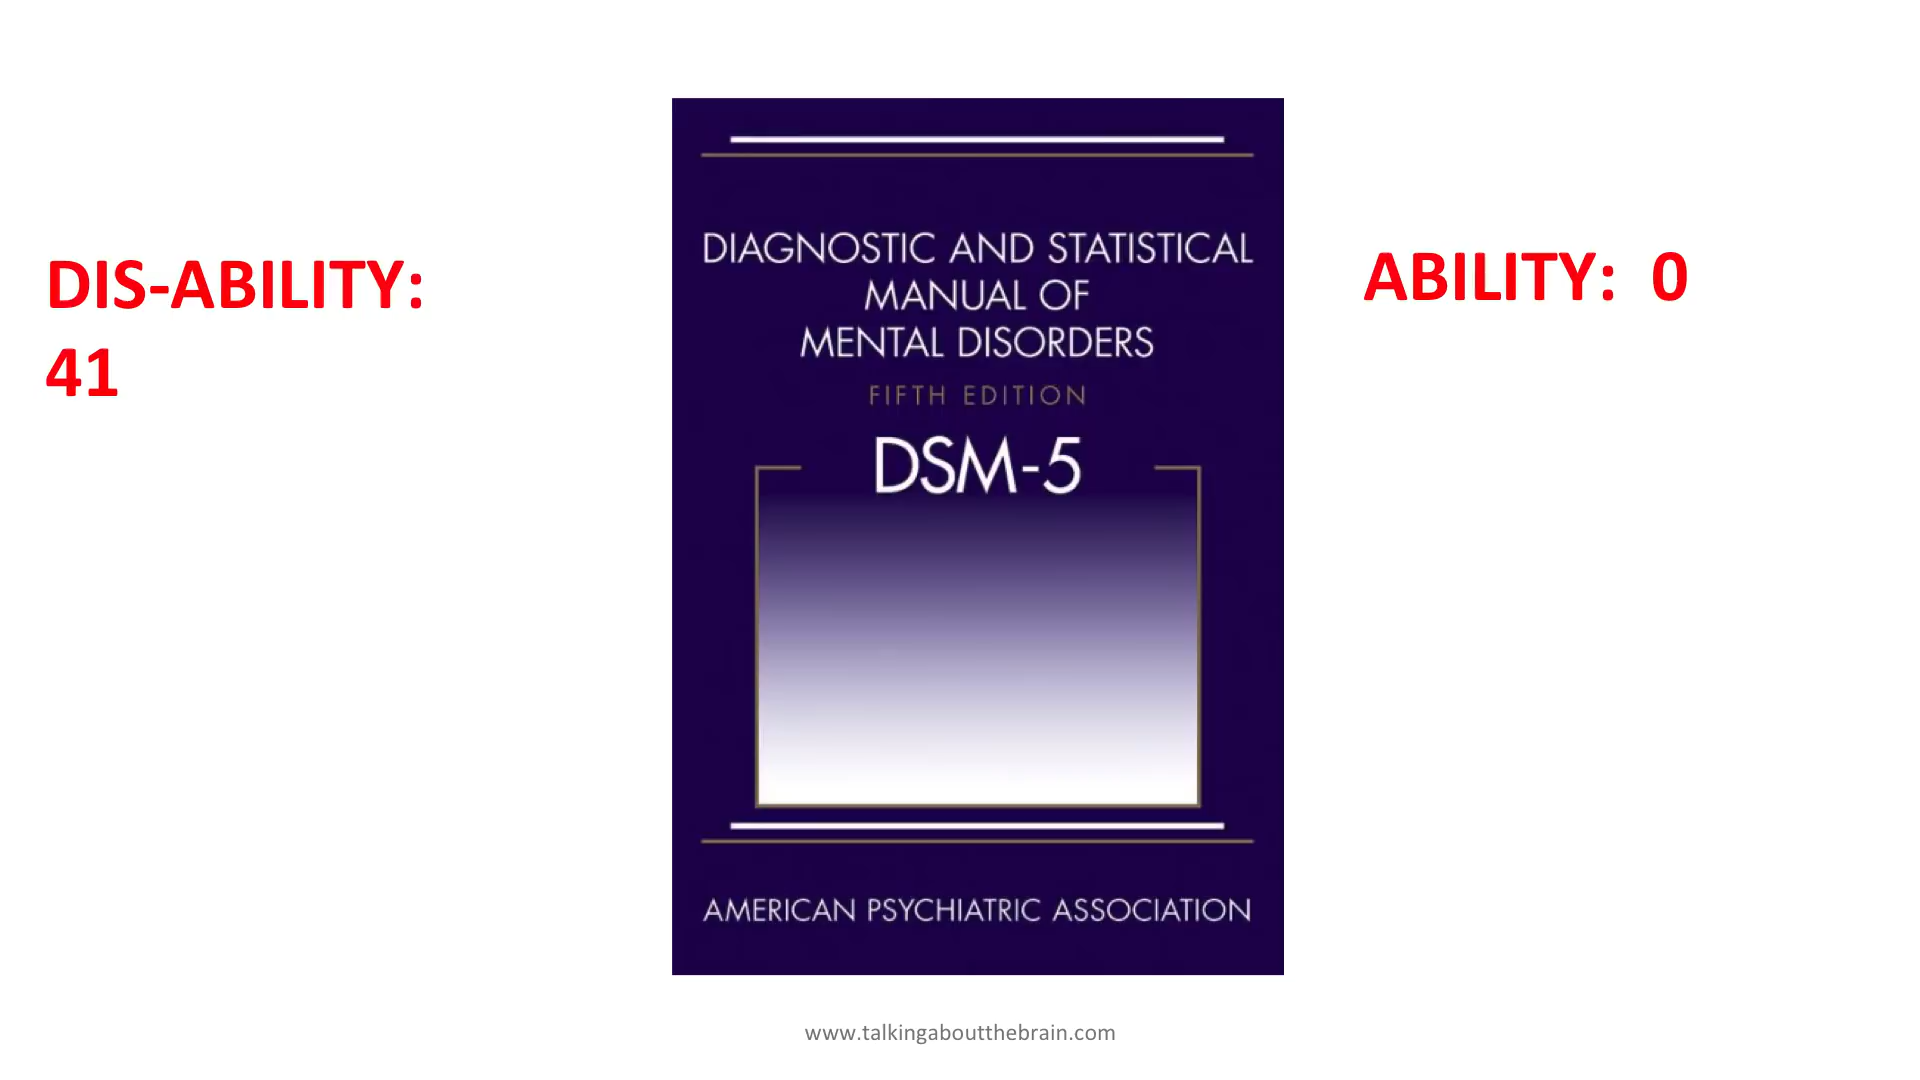 DIS-ABILITY:
41
DIAGNOSTIC AND STATISTICAL
MANUAL OF
MENTAL DISORDERS
FIFTH EDITION
DSM-5
AMERICAN PSYCHIATRIC ASSOCIATION
ABILITY: 0
www.talkingaboutthebrain.com